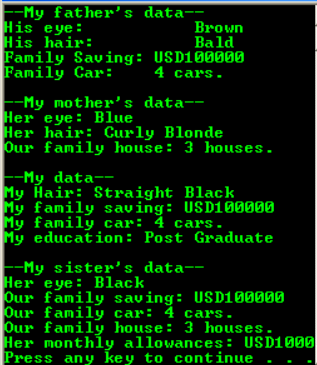 --My father's data--
His eye: Brown
His hair: Bald
Family Saving: USD100000
Family Car: 4 cars.
--My mother's data--
Her eye: Blue
Her hair: Curly Blonde
Our family house: 3 houses.
--My data--
My Hair: Straight Black
My family saving: USD100000
My family car: 4 cars.
My education: Post Graduate
--My sister's data--
Her eye: Black
Our family saving: USD100000
Our family car: 4 cars.
Our family house: 3 houses.
Her monthly allowances: USD1000
Press any key to continue . . .